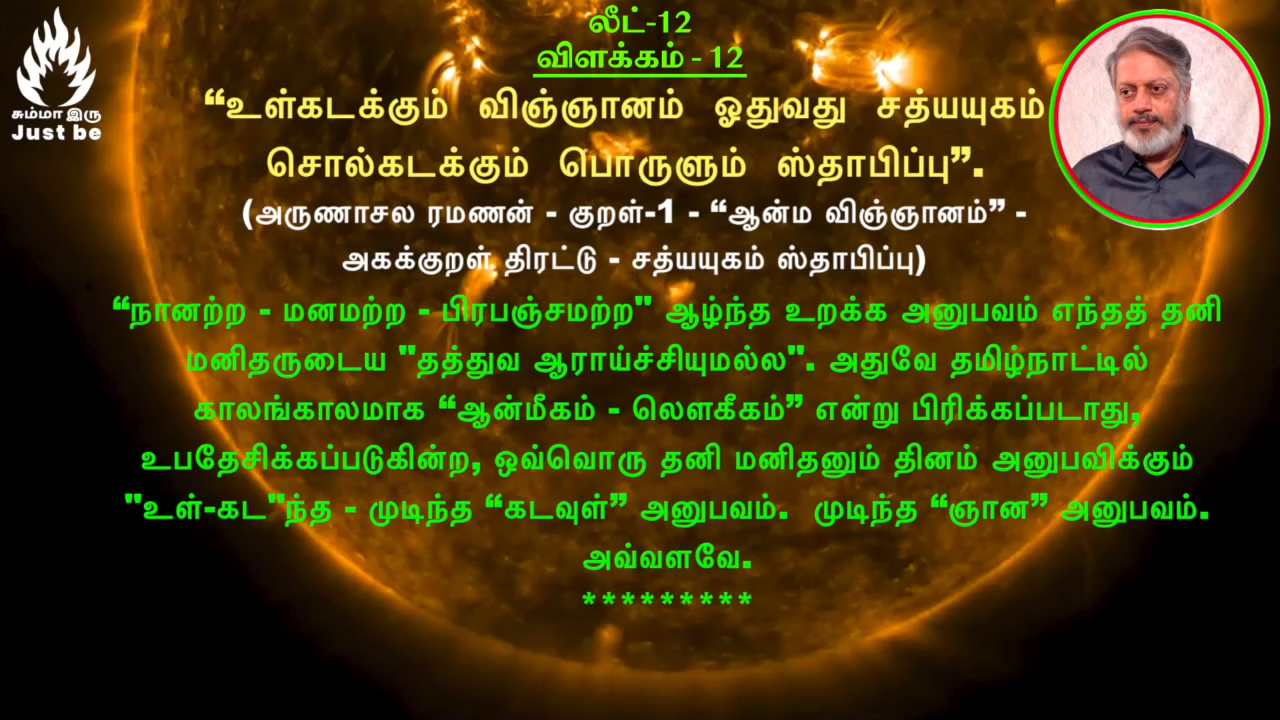 லீட்-12
விளக்கம் - 12
சும்மா இரு
Just be
“உள்கடக்கும் விஞ்ஞானம் ஓதுவது சத்யயுகம்
சொல்கடக்கும் பொருளும் ஸ்தாபிப்பு”.
(அருணாசல ரமணன் - குறள்-1 - “ஆன்ம விஞ்ஞானம்” -
அகக்குறள் திரட்டு - சத்யயுகம் ஸ்தாபிப்பு)
“நானற்ற - மனமற்ற - பிரபஞ்சமற்ற" ஆழ்ந்த உறக்க அனுபவம் எந்தத் தனி
மனிதருடைய "தத்துவ ஆராய்ச்சியுமல்ல". அதுவே தமிழ்நாட்டில்
காலங்காலமாக “ஆன்மீகம் - லௌகீகம்” என்று பிரிக்கப்படாது,
உபதேசிக்கப்படுகின்ற, ஒவ்வொரு தனி மனிதனும் தினம் அனுபவிக்கும்
"உள்-கட"ந்த - முடிந்த “கடவுள்” அனுபவம். முடிந்த “ஞான” அனுபவம்.
அவ்வளவே.
*********